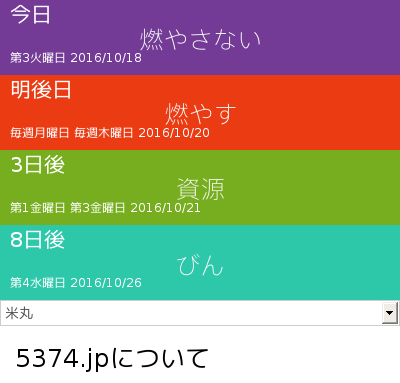 今日
燃やさない
第3火曜日 2016/10/18
明後日
燃やす
毎週月曜日 毎週木曜日 2016/10/20
3日後
資源
第1金曜日 第3金曜日 2016/10/21
8日後
びん
第4水曜日 2016/10/26
米丸
5374.jpについて